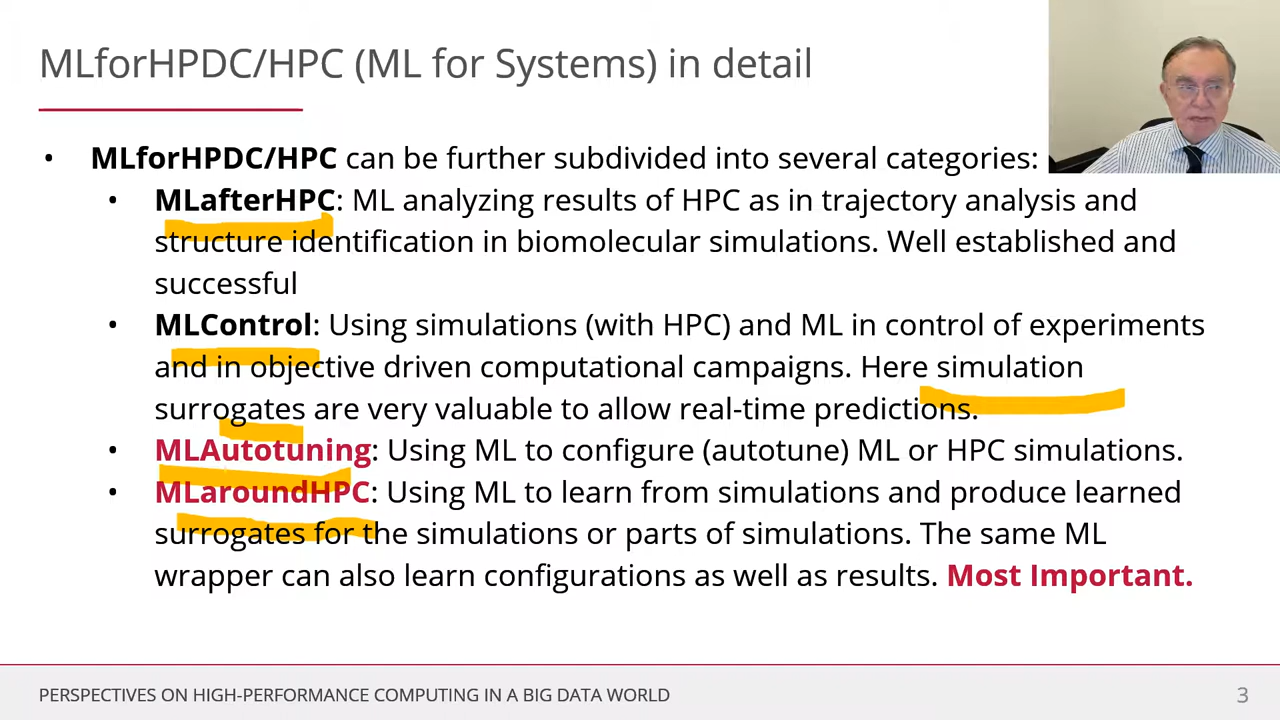 MLforHPDC/HPC (ML for Systems) in detail
• MLforHPDC/HPC can be further subdivided into several categories:
• MLafterHPC: ML analyzing results of HPC as in trajectory analysis and
structure identification in biomolecular simulations. Well established and
successful
• MLControl: Using simulations (with HPC) and ML in control of experiments
and in objective driven computational campaigns. Here simulation
surrogates are very valuable to allow real-time predictions.
• MLAutotuning: Using ML to configure (autotune) ML or HPC simulations.
• MLaroundHPC: Using ML to learn from simulations and produce learned
surrogates for the simulations or parts of simulations. The same ML
wrapper can also learn configurations as well as results. Most Important.
PERSPECTIVES ON HIGH-PERFORMANCE COMPUTING IN A BIG DATA WORLD
3